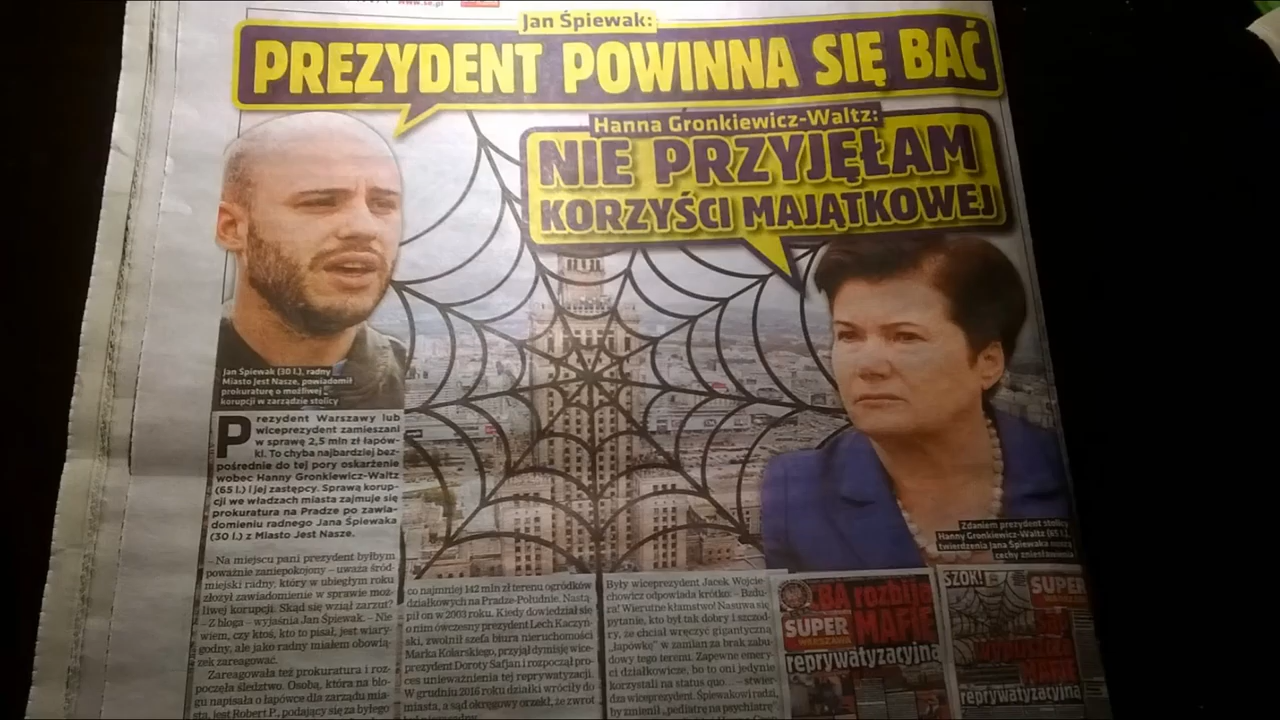 www.se.pl
Jan Śpiewak:
PREZYDENT POWINNA SIĘ BAĆ
Hanna Gronkiewicz-Waltz:
NIE PRZYJĘŁAM
KORZYŚCI MAJĄTKOWEJ
Jan Śpiewak (30 l.), radny
Miasto Jest Nasze, powiadomił
prokuraturę o możliwej
korupcji w zarządzie stolicy
Prezydent Warszawy lub
wiceprezydent zamieszani
w sprawę 2,5 mln zł łapów-
ki. To chyba najbardziej bez-
pośrednie do tej pory oskarżenie
wobec Hanny Gronkiewicz-Waltz
(65 l.) i jej zastępcy. Sprawą korup-
cji we władzach miasta zajmuje się
prokuratura na Pradze po zawia-
domieniu radnego Jana Śpiewaka
(30 l.) z Miasto Jest Nasze.
– Na miejscu pani prezydent byłbym
poważnie zaniepokojony – uważa śród-
miejski radny, który w ubiegłym roku
złożył zawiadomienie w sprawie moż-
liwej korupcji. Skąd się wziął zarzut?
– Z bloga – wyjaśnia Jan Śpiewak. – Nie
wiem, czy ktoś, kto to pisał, jest wiary-
godny, ale jako radny miałem obowią-
zek zareagować.
Zareagowała też prokuratura i roz-
poczęła śledztwo. Osobą, która na blo-
gu napisała o łapówce dla zarządu mia-
sta, jest Robert P., podający się za byłego
co najmniej 142 mln zł terenu ogródków
działkowych na Pradze-Południe. Nastą-
pił on w 2003 roku. Kiedy dowiedział się
o nim ówczesny prezydent Lech Kaczyń-
ski, zwolnił szefa biura nieruchomości
Marka Kolarskiego, przyjął dymisję wice-
prezydent Doroty Safjan i rozpoczął pro-
ces unieważnienia tej reprywatyzacji.
W grudniu 2016 roku działki wróciły do
miasta, a sąd okręgowy orzekł, że zwrot
był
Były wiceprezydent Jacek Wojcie-
chowicz odpowiada krótko: – Bzdu-
ra! Wierutne kłamstwo! Nasuwa się
pytanie, kto był tak dobry i szczod-
ry, że chciał wręczyć gigantyczną
„łapówkę” w zamian za brak zabu-
dowy tego terenu. Zapewne emery-
ci działkowicze, bo to oni jedynie
korzystali na status quo – stwier-
dza wiceprezydent. Śpiewakowi radzi,
by zmienił „pediatrę na psychiatrę”
Zdaniem prezydent stolicy
Hanny Gronkiewicz-Waltz (65 l.),
twierdzenia Jana Śpiewaka noszą
cechy zniesławienia
CBA rozbija
MAFIĘ
SUPER
reprywatyzacyjną
SZOK!
SUPER
reprywatyzacyjna